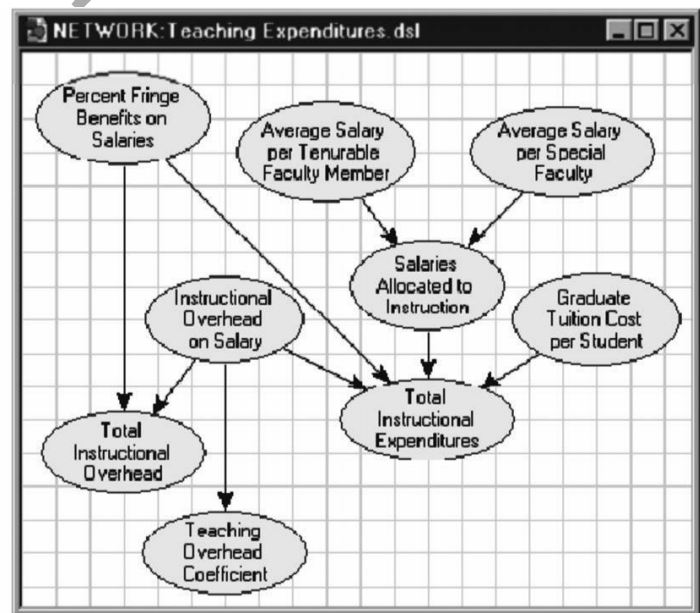 NETWORK:Teaching Expenditures.dsl
Percent Fringe
Benefits on
Salaries
Average Salary
per Tenurable
Faculty Member
Average Salary
per Special
Faculty
Salaries
Allocated to
Instruction
Instructional
Overhead
on Salary
Graduate
Tuition Cost
per Student
Total
Instructional
Expenditures
Total
Instructional
Overhead
Teaching
Overhead
Coefficient